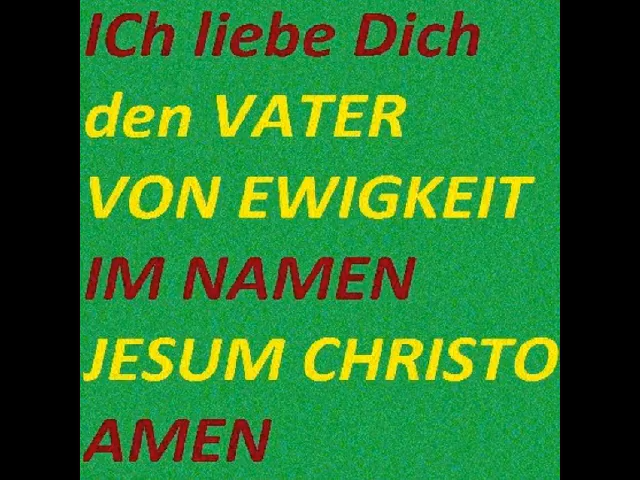 ICh liebe Dich
den VATER
VON EWIGKEIT
IM NAMEN
JESUM CHRISTO
AMEN